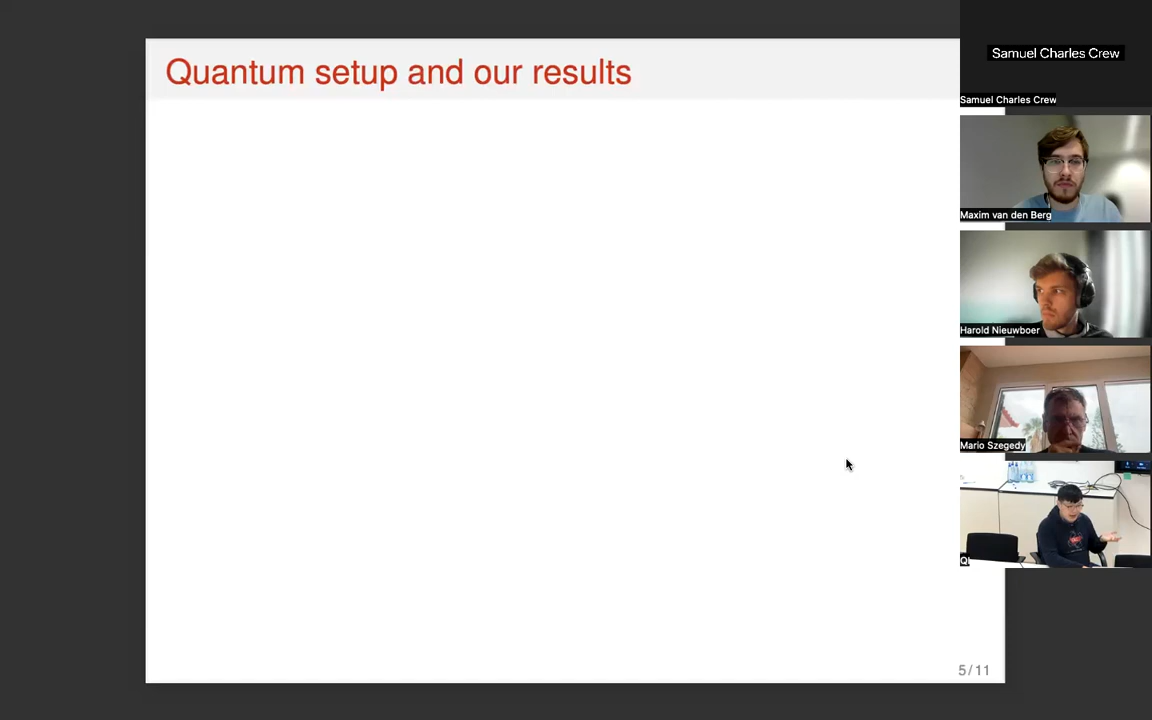 Quantum setup and our results
Samuel Charles Crew
Samuel Charles Crew
Maxim van den Berg
Harold Nieuwboer
Mario Szegedy
5/11